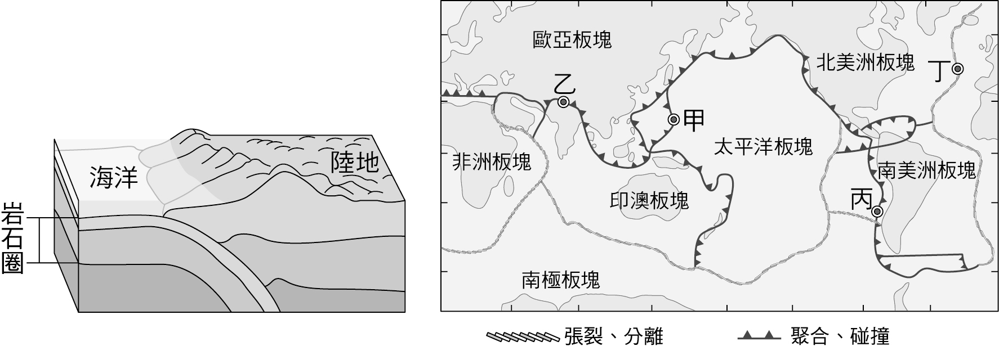 海洋
陸地
岩石圈
歐亞板塊
北美洲板塊
丁
乙
甲
太平洋板塊
非洲板塊
南美洲板塊
印澳板塊
丙
南極板塊
張裂、分離
聚合、碰撞